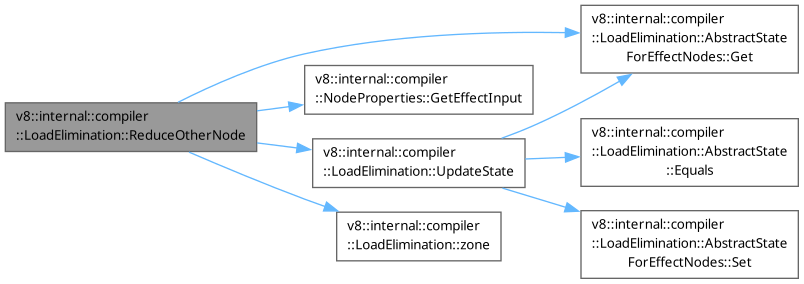 v8::internal::compiler
::LoadElimination::ReduceOtherNode
v8::internal::compiler
::NodeProperties::GetEffectInput
v8::internal::compiler
::LoadElimination::UpdateState
v8::internal::compiler
::LoadElimination::zone
v8::internal::compiler
::LoadElimination::AbstractState
ForEffectNodes::Get
v8::internal::compiler
::LoadElimination::AbstractState
::Equals
v8::internal::compiler
::LoadElimination::AbstractState
ForEffectNodes::Set